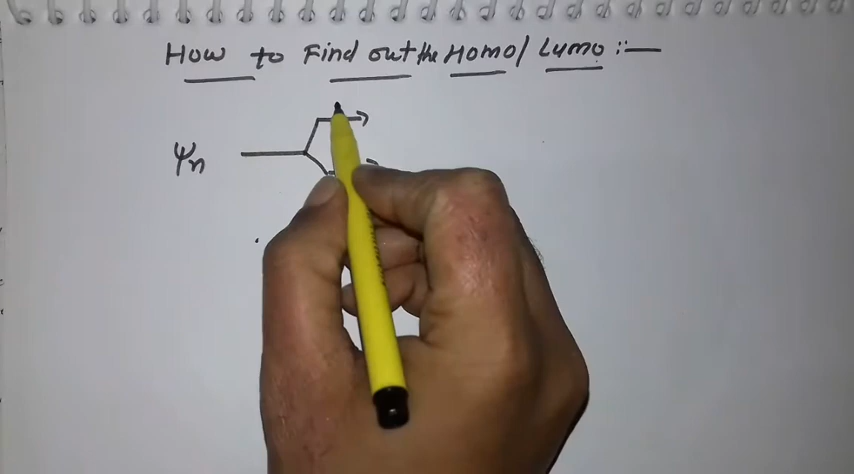 How to Find out the Homo/ Lumo :—
Ψn